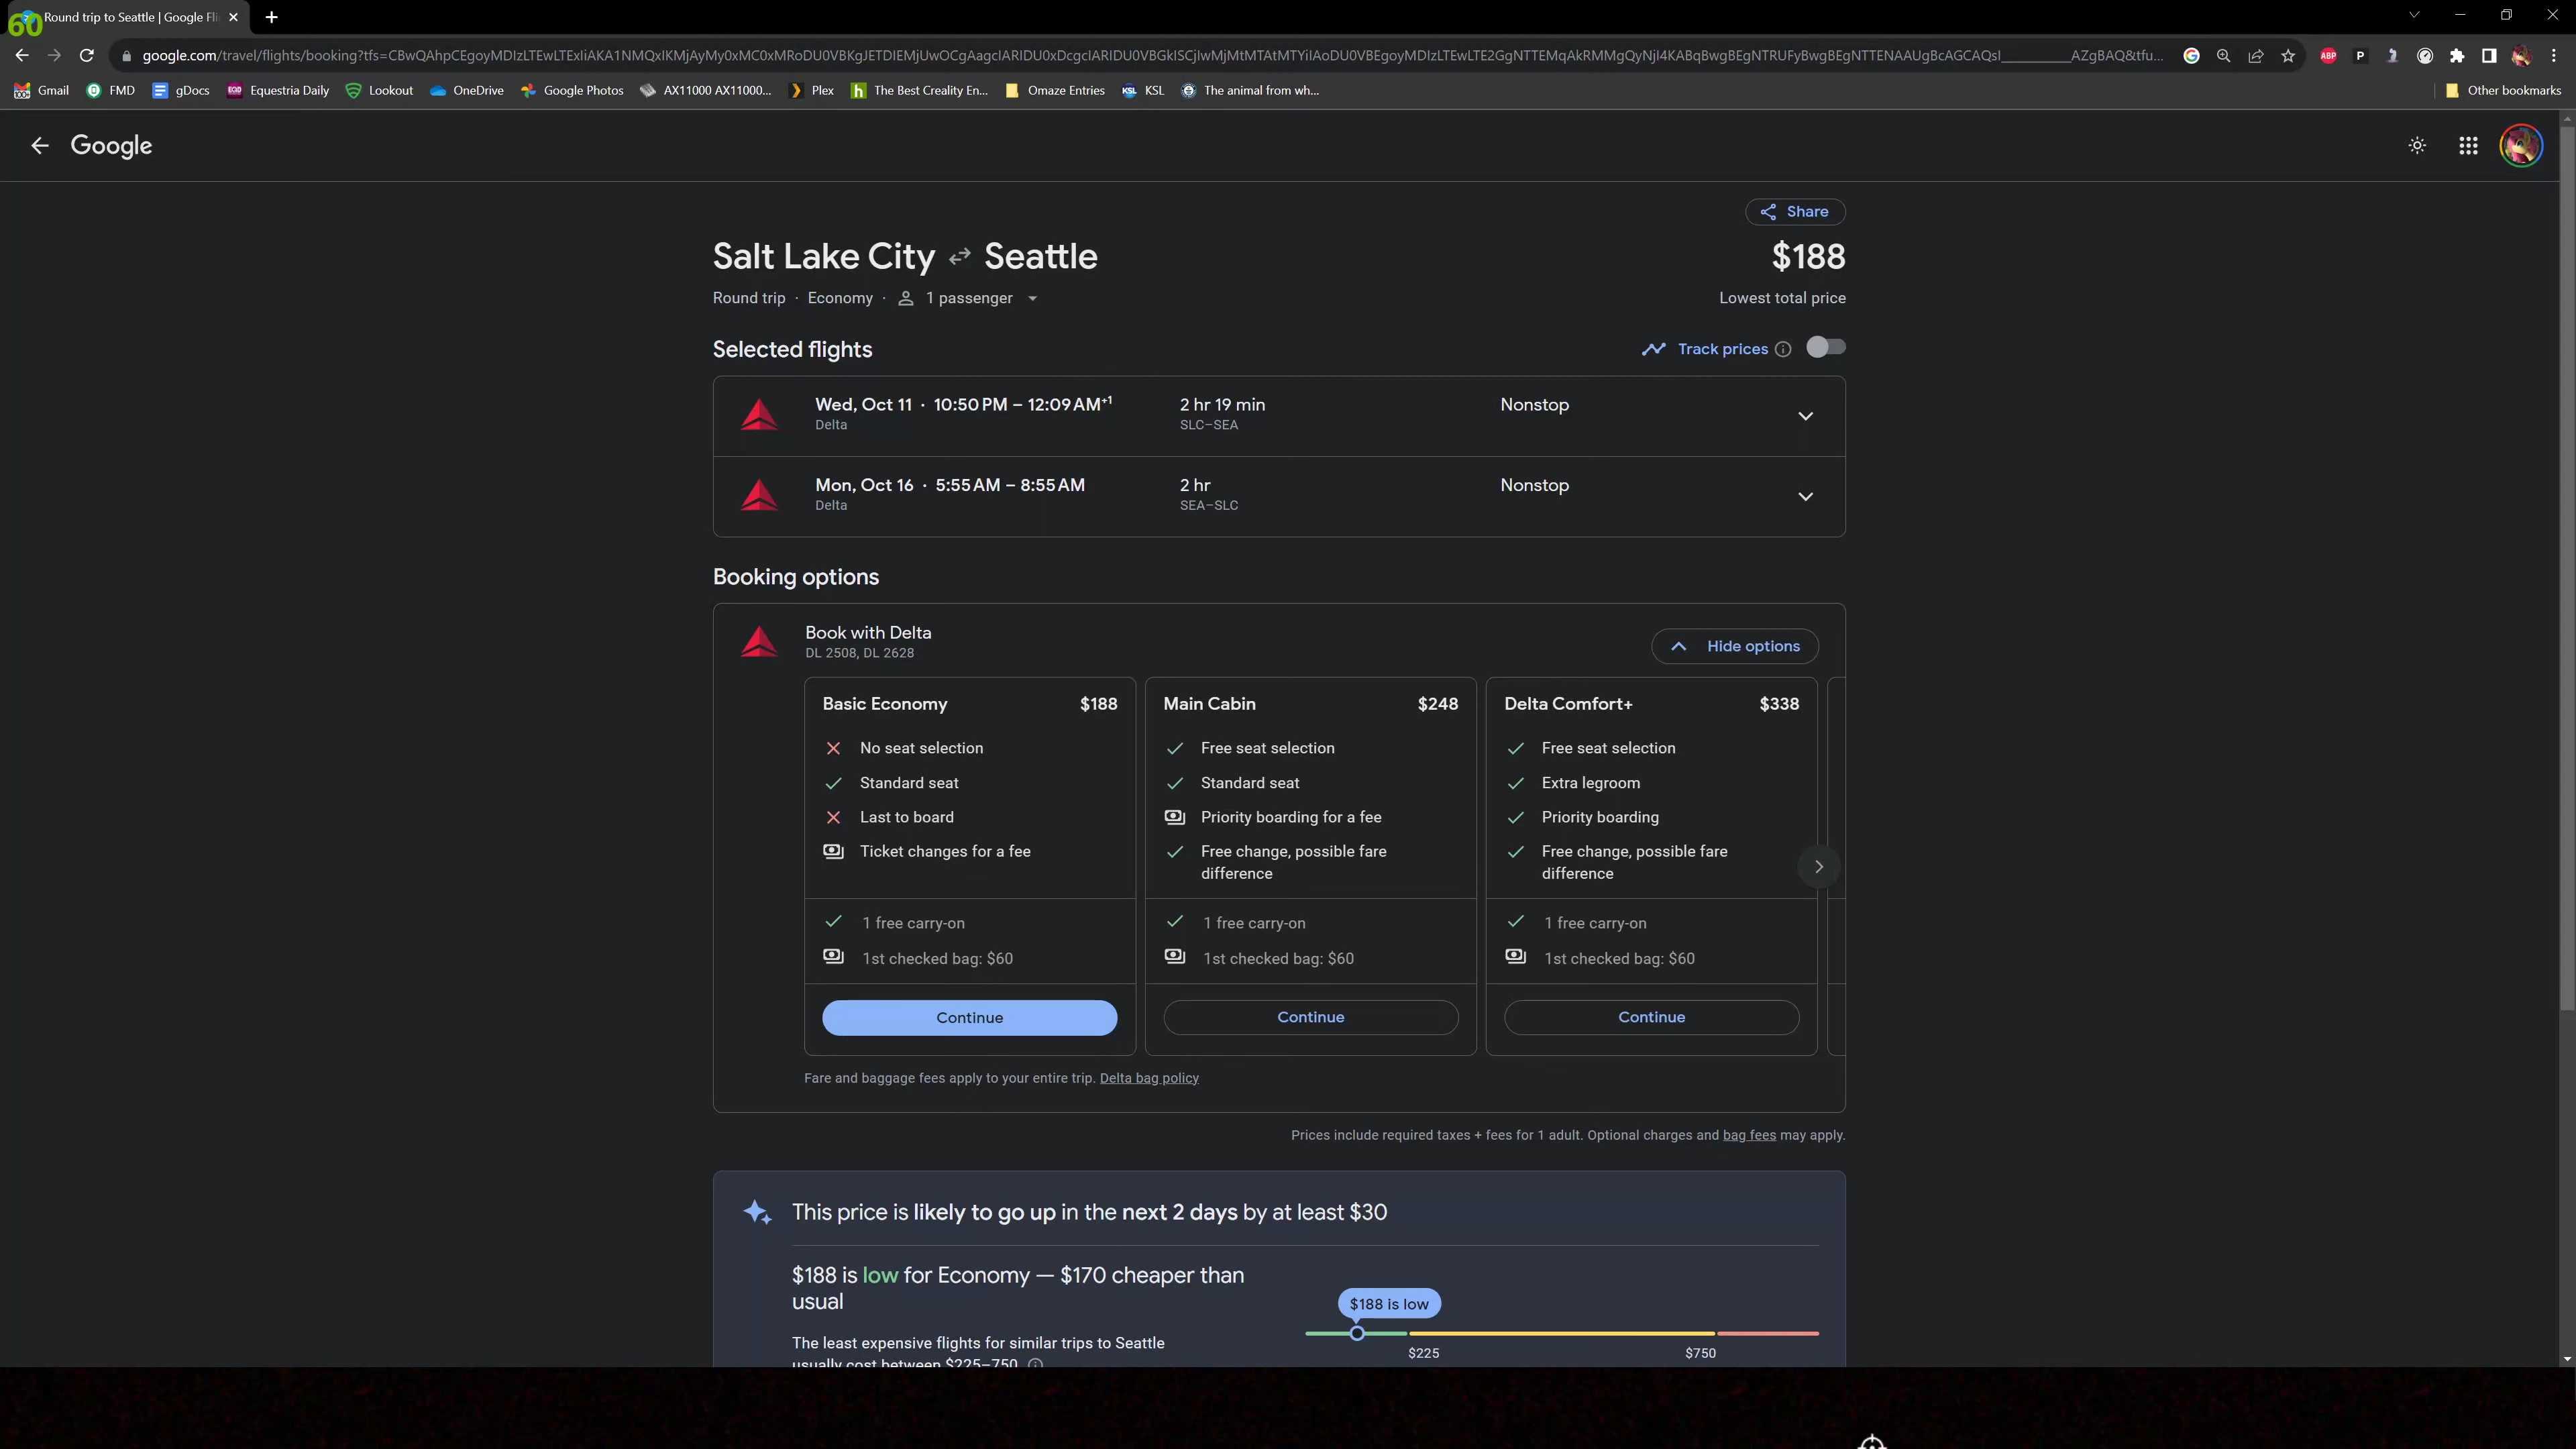 60
Round trip to Seattle | Google Fli
google.com/travel/flights/booking?tfs=
Gmail FMD gDocs Equestria Daily Lookout OneDrive Google Photos AX11000 AX11000... Plex The Best Creality En... Omaze Entries KSL The animal from wh... Other bookmarks
Google
Share
Salt Lake City Seattle $188
Round trip · Economy · 1 passenger Lowest total price
Selected flights Track prices
Wed, Oct 11 · 10:50 PM – 12:09 AM+1 2 hr 19 min Nonstop
Delta SLC–SEA
Mon, Oct 16 · 5:55 AM – 8:55 AM 2 hr Nonstop
Delta SEA–SLC
Booking options
Book with Delta
DL 2508, DL 2628
Hide options
Basic Economy $188
No seat selection
Standard seat
Last to board
Ticket changes for a fee
1 free carry-on
1st checked bag: $60
Continue
Main Cabin $248
Free seat selection
Standard seat
Priority boarding for a fee
Free change, possible fare
difference
1 free carry-on
1st checked bag: $60
Continue
Delta Comfort+ $338
Free seat selection
Extra legroom
Priority boarding
Free change, possible fare
difference
1 free carry-on
1st checked bag: $60
Continue
Fare and baggage fees apply to your entire trip. Delta bag policy
Prices include required taxes + fees for 1 adult. Optional charges and bag fees may apply.
This price is likely to go up in the next 2 days by at least $30
$188 is low for Economy — $170 cheaper than
usual
$188 is low
The least expensive flights for similar trips to Seattle
usually cost between $225–750
$225 $750